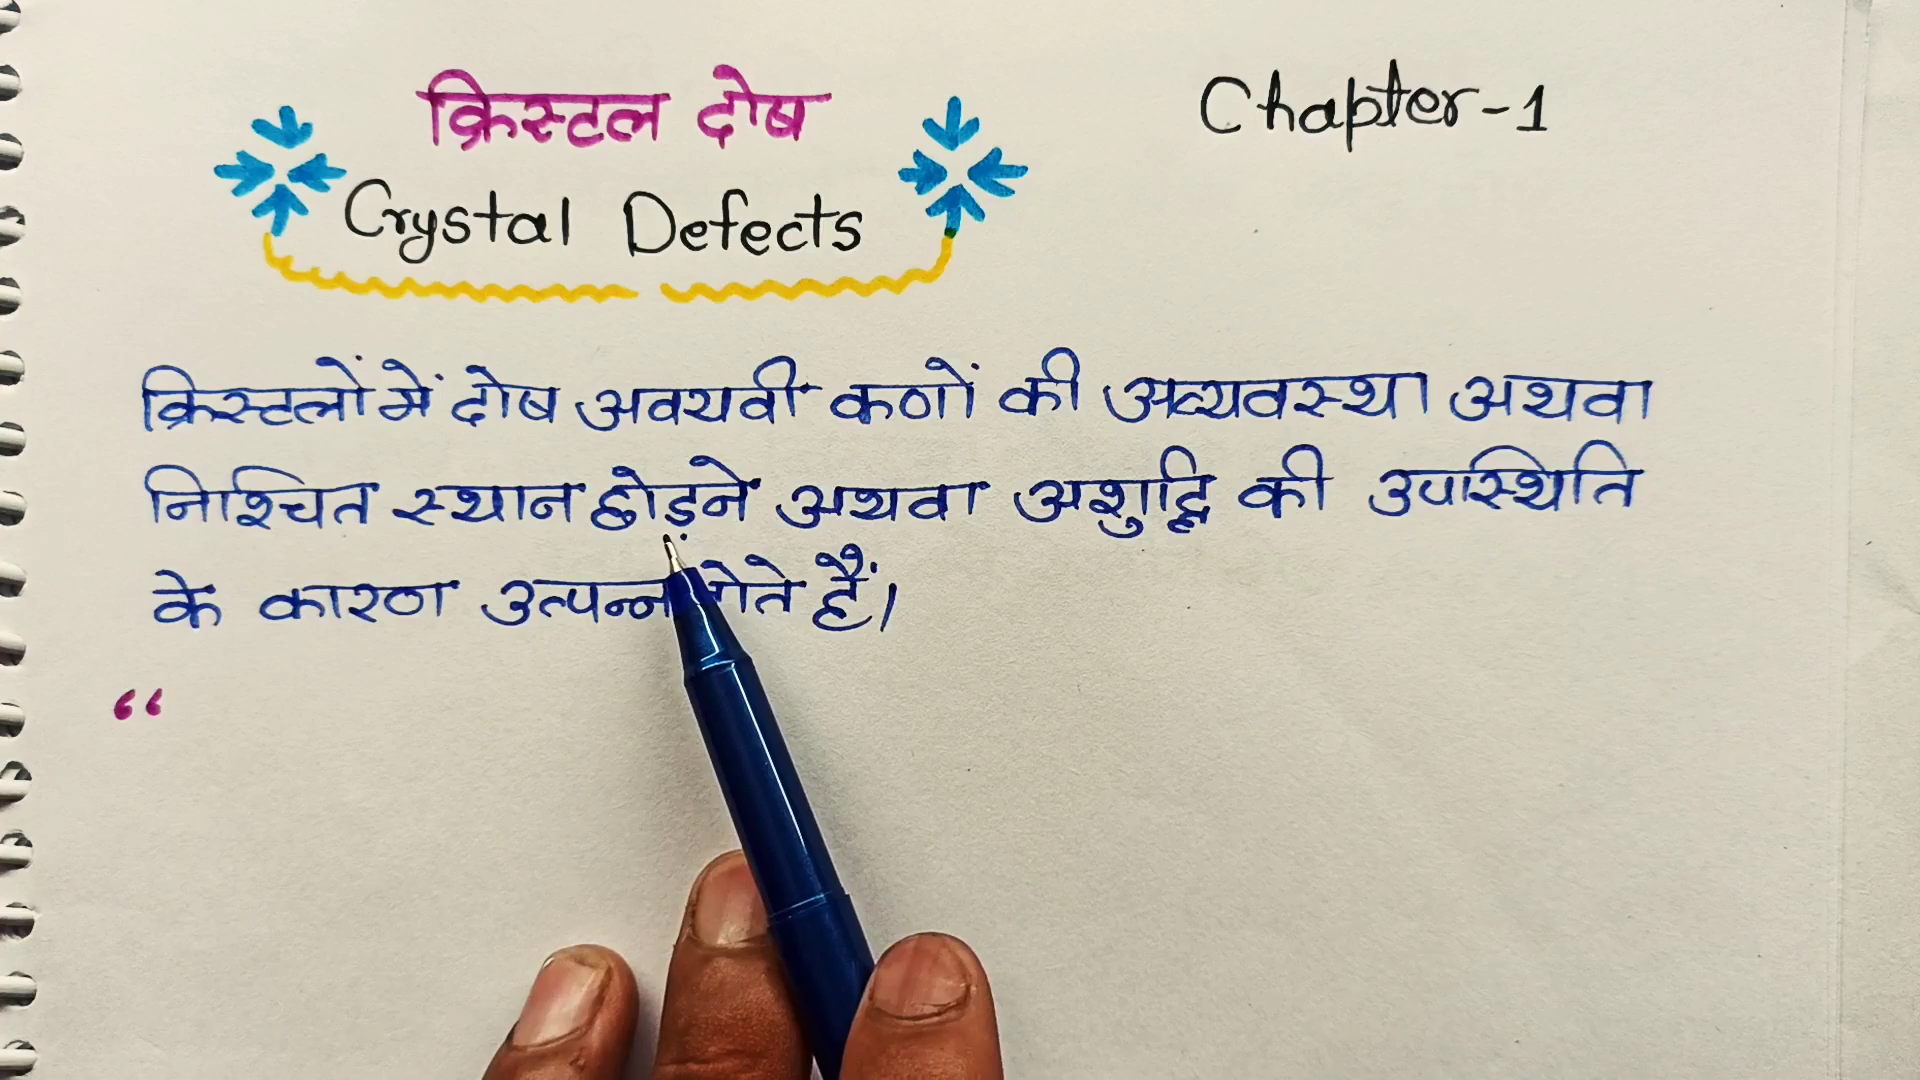 क्रिस्टल दोष
Chapter-1
Crystal Defects
क्रिस्टलों में दोष अवयवी कणों की अव्यवस्था अथवा
निश्चित स्थान छोड़ने अथवा अशुद्धि की उपस्थिति
के कारण उत्पन्न होते हैं।
“